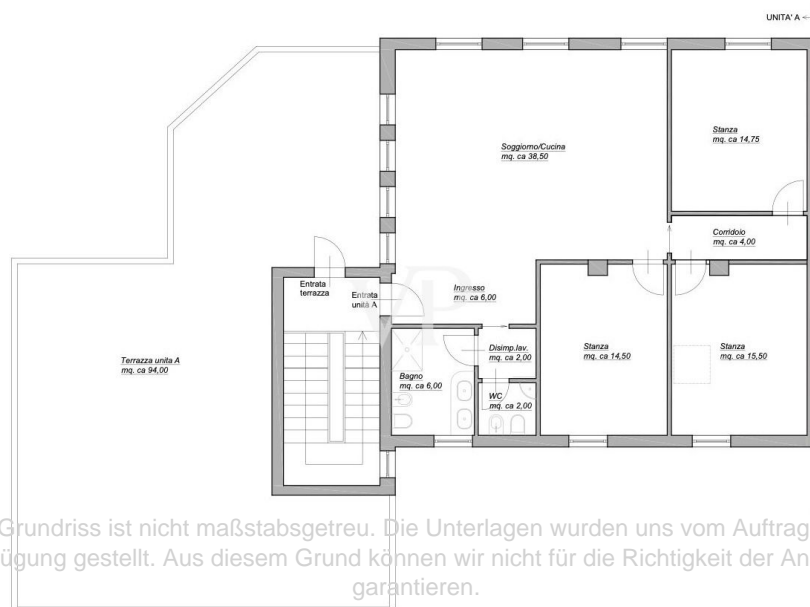 UNITA' A
Stanza
mq. ca 14,75
Soggiorno/Cucina
mq. ca 38,50
Corridoio
mq. ca 4,00
Entrata
terrazza
Entrata
unità A
Ingresso
mq. ca 6,00
VP
Terrazza unita A
mq. ca 94,00
Bagno
mq. ca 6,00
Disimp.lav.
mq. ca 2,00
WC
mq. ca 2,00
Stanza
mq. ca 14,50
Stanza
mq. ca 15,50
Grundriss ist nicht maßstabsgetreu. Die Unterlagen wurden uns vom Auftrag
ügung gestellt. Aus diesem Grund können wir nicht für die Richtigkeit der An
garantieren.